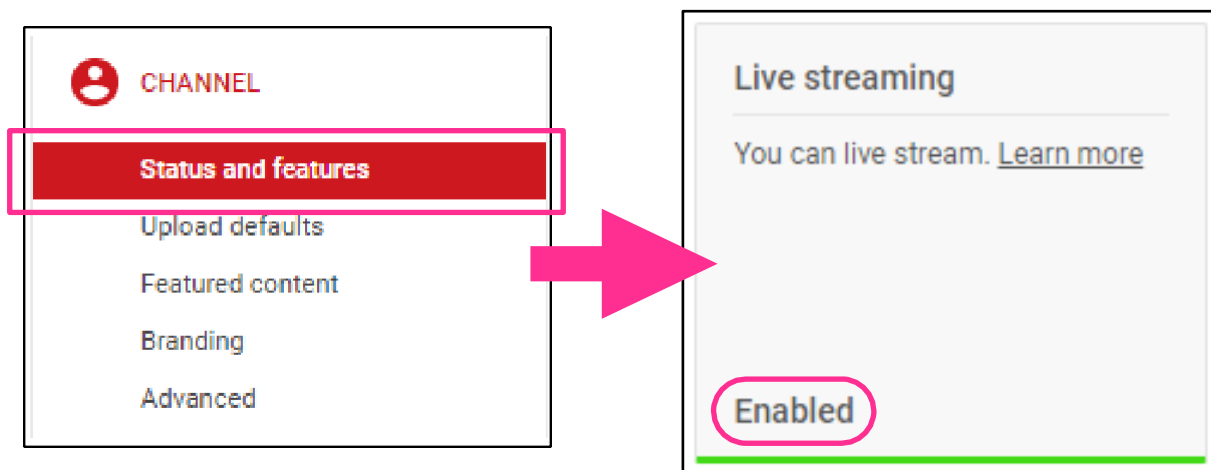 CHANNEL
Status and features
Upload defaults
Featured content
Branding
Advanced
Live streaming
You can live stream. Learn more
Enabled